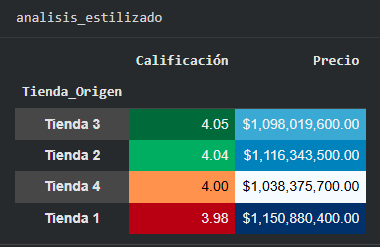 analisis_estilizado
Calificación Precio
Tienda_Origen
Tienda 3 4.05 $1,098,019,600.00
Tienda 2 4.04 $1,116,343,500.00
Tienda 4 4.00 $1,038,375,700.00
Tienda 1 3.98 $1,150,880,400.00